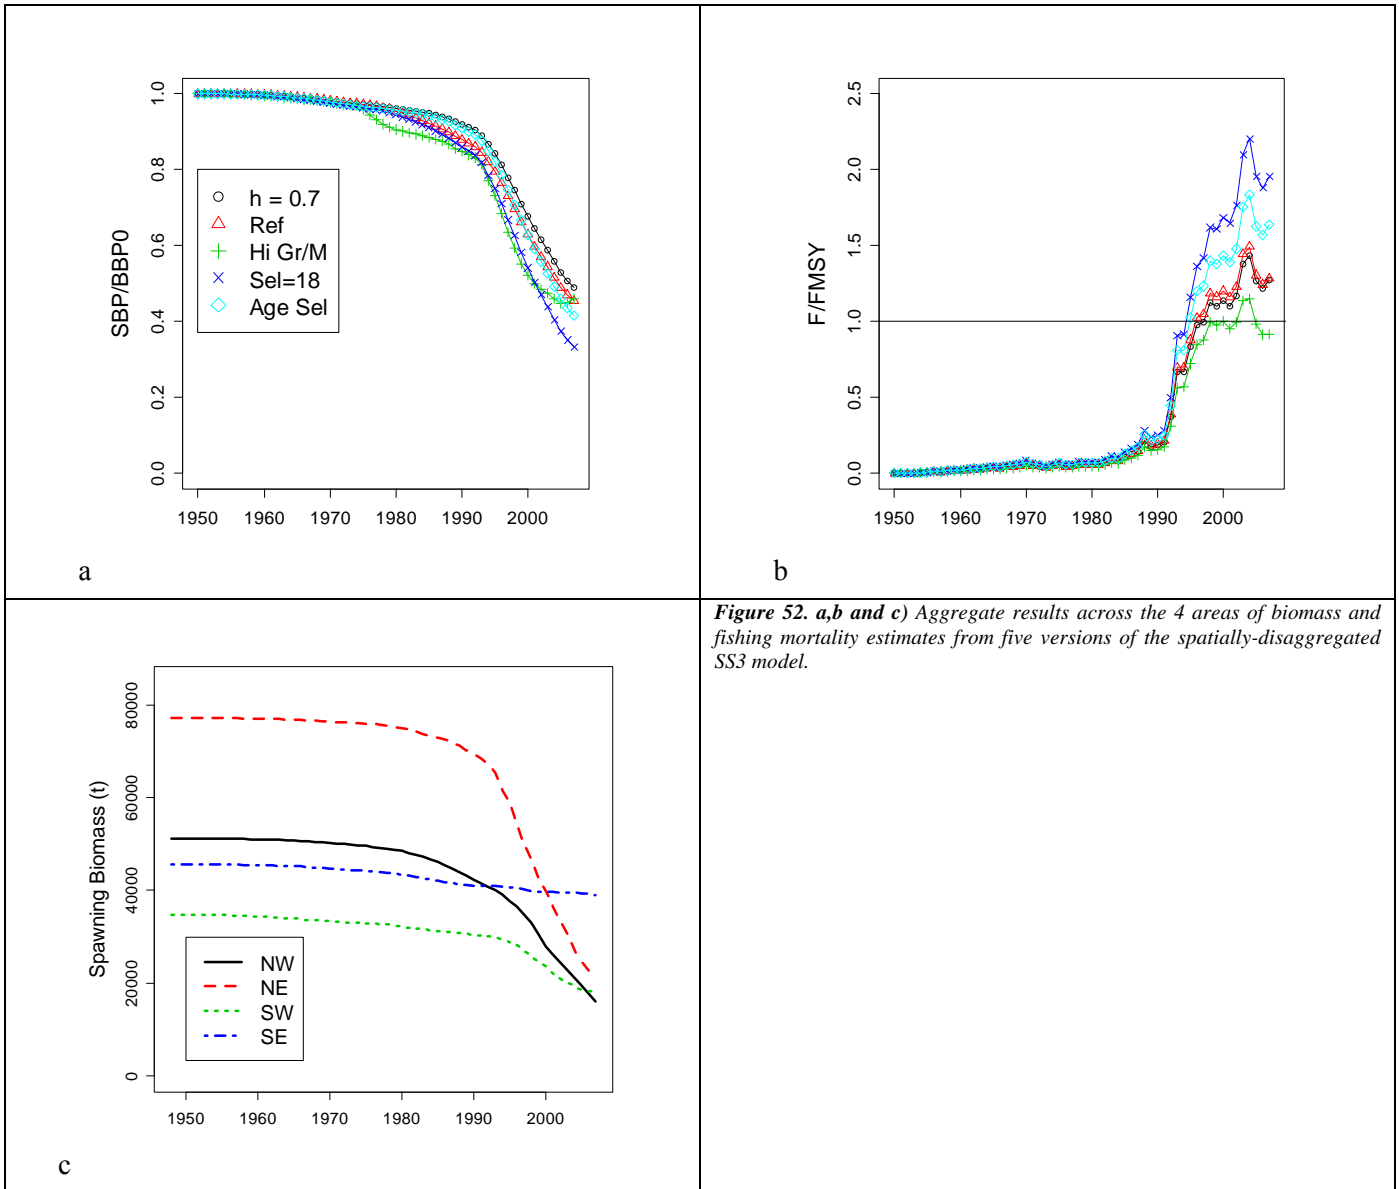 SBP/BBP0
1.0
0.8
0.6
0.4
0.2
0.0
h = 0.7
Ref
Hi Gr/M
Sel=18
Age Sel
1950 1960 1970 1980 1990 2000
a
F/FMSY
2.5
2.0
1.5
1.0
0.5
0.0
1950 1960 1970 1980 1990 2000
b
Spawning Biomass (t)
80000
60000
40000
20000
0
NW
NE
SW
SE
1950 1960 1970 1980 1990 2000
c
Figure 52. a,b and c) Aggregate results across the 4 areas of biomass and
fishing mortality estimates from five versions of the spatially-disaggregated
SS3 model.